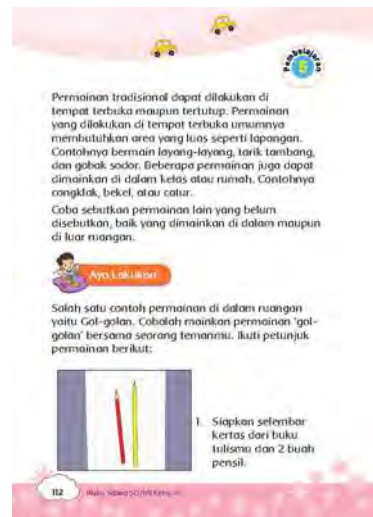 Pembelajaran
5
Permainan tradisional dapat dilakukan di
tempat terbuka maupun tertutup. Permainan
yang dilakukan di tempat terbuka umumnya
membutuhkan area yang luas seperti lapangan.
Contohnya bermain layang-layang, tarik tambang,
dan gobak sodor. Beberapa permainan juga dapat
dimainkan di dalam kelas atau rumah. Contohnya
congklak, bekel, atau catur.
Coba sebutkan permainan lain yang belum
disebutkan, baik yang dimainkan di dalam maupun
di luar ruangan.
Ayo Lakukan
Salah satu contoh permainan di dalam ruangan
yaitu Gol-golan. Cobalah mainkan permainan 'gol-
golan' bersama seorang temanmu. Ikuti petunjuk
permainan berikut:
1. Siapkan selembar
kertas dari buku
tulismu dan 2 buah
pensil.
112 Buku Siswa SD/MI Kelas